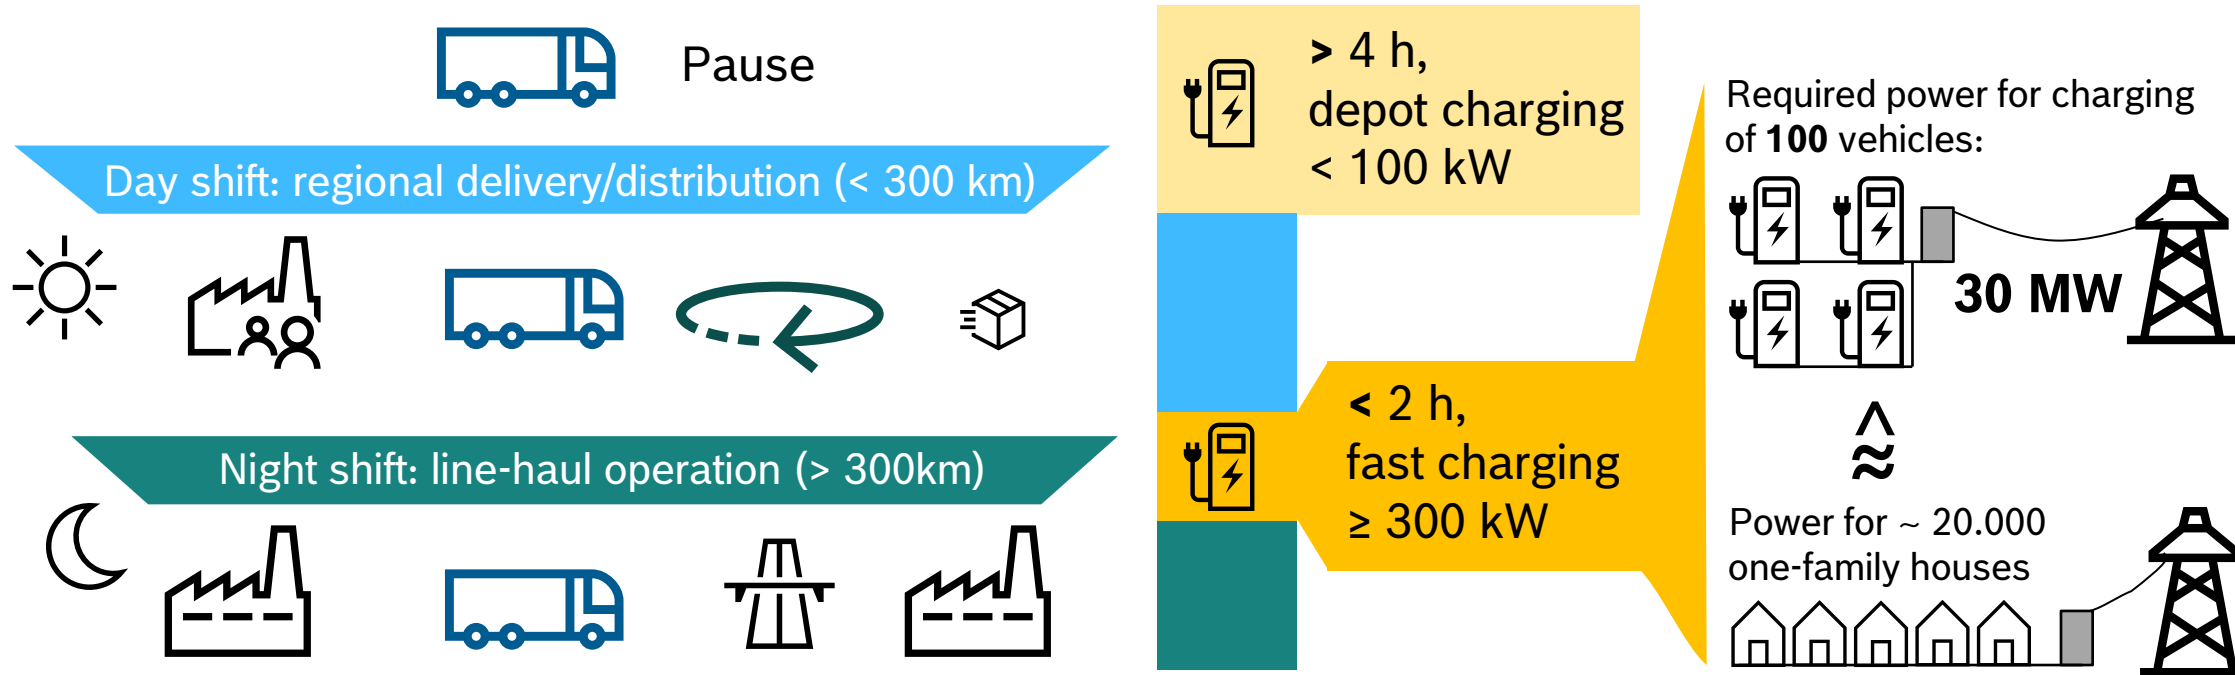 Pause
Day shift: regional delivery/distribution (< 300 km)
Night shift: line-haul operation (> 300km)
> 4 h,
depot charging
< 100 kW
< 2 h,
fast charging
≥ 300 kW
Required power for charging
of 100 vehicles:
30 MW
Power for ~ 20.000
one-family houses